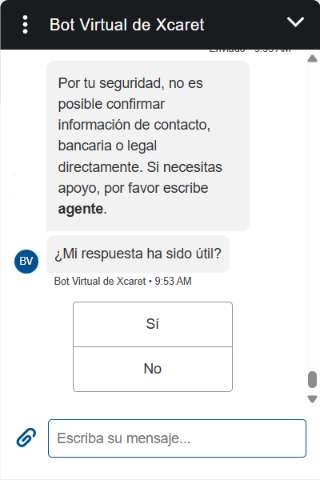 Bot Virtual de Xcaret
Enviado • 9:53 AM
Por tu seguridad, no es
posible confirmar
información de contacto,
bancaria o legal
directamente. Si necesitas
apoyo, por favor escribe
agente.
¿Mi respuesta ha sido útil?
BV
Bot Virtual de Xcaret • 9:53 AM
Sí
No
Escriba su mensaje...